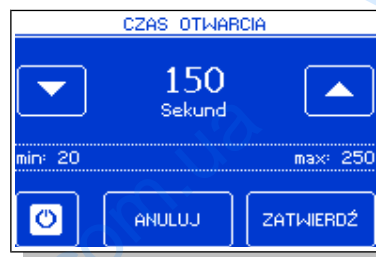 CZAS OTWARCIA
150
Sekund
min: 20 max: 250
ANULUJ ZATWIERDŹ